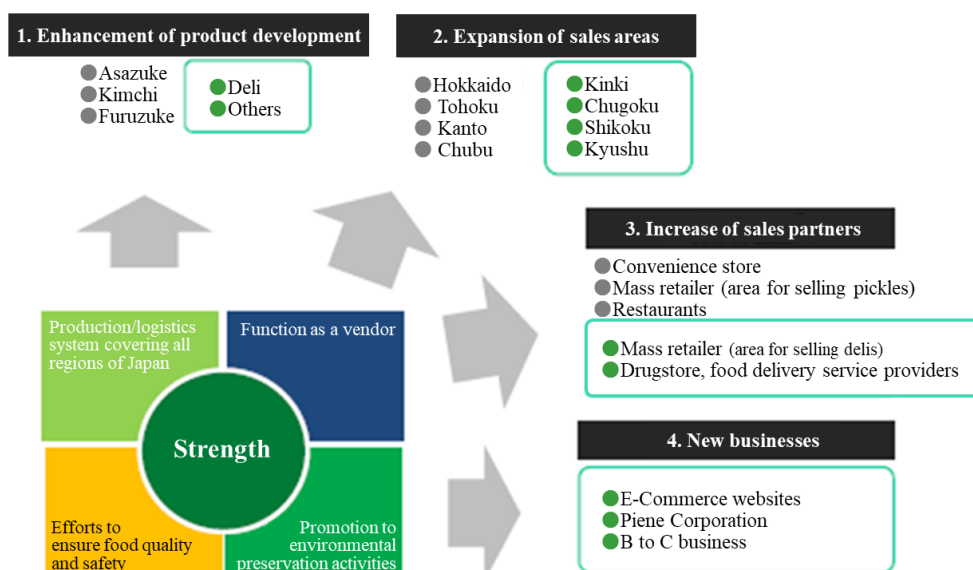 1. Enhancement of product development
Asazuke
Kimchi
Furuzuke
Deli
Others
2. Expansion of sales areas
Hokkaido
Tohoku
Kanto
Chubu
Kinki
Chugoku
Shikoku
Kyushu
3. Increase of sales partners
Convenience store
Mass retailer (area for selling pickles)
Restaurants
Mass retailer (area for selling delis)
Drugstore, food delivery service providers
Production/logistics
system covering all
regions of Japan
Function as a vendor
Strength
Efforts to
ensure food quality
and safety
Promotion to
environmental
preservation activities
4. New businesses
E-Commerce websites
Piene Corporation
B to C business